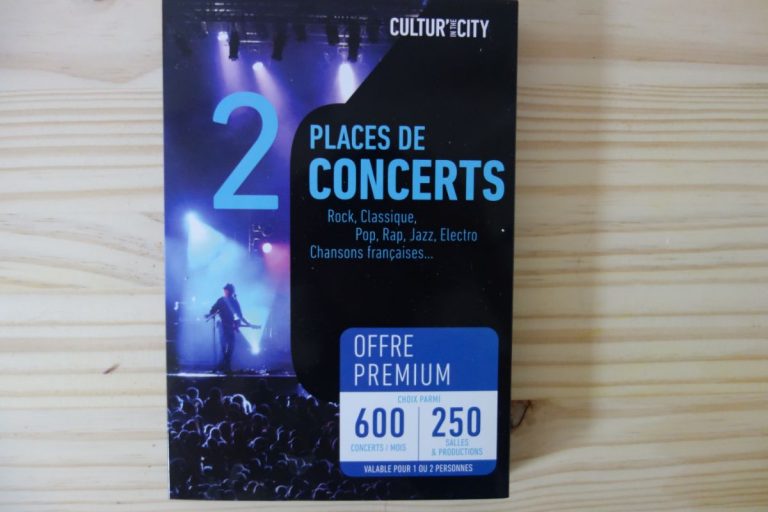 CULTUR' IN THE CITY
2
PLACES DE
CONCERTS
Rock, Classique,
Pop, Rap, Jazz, Electro
Chansons françaises...
OFFRE
PREMIUM
CHOIX PARMI
600
CONCERTS / MOIS
250
SALLES
& PRODUCTIONS
VALABLE POUR 1 OU 2 PERSONNES